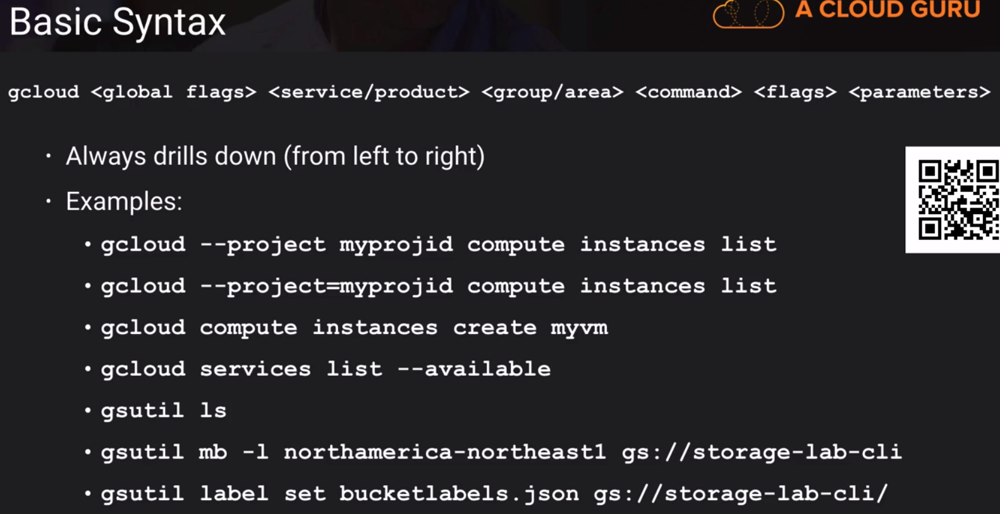 Basic Syntax
A CLOUD GURU
gcloud <global flags> <service/product> <group/area> <command> <flags> <parameters>
· Always drills down (from left to right)
· Examples:
• gcloud --project myprojid compute instances list
• gcloud --project=myprojid compute instances list
• gcloud compute instances create myvm
• gcloud services list --available
• gsutil ls
• gsutil mb -l northamerica-northeast1 gs://storage-lab-cli
• gsutil label set bucketlabels.json gs://storage-lab-cli/